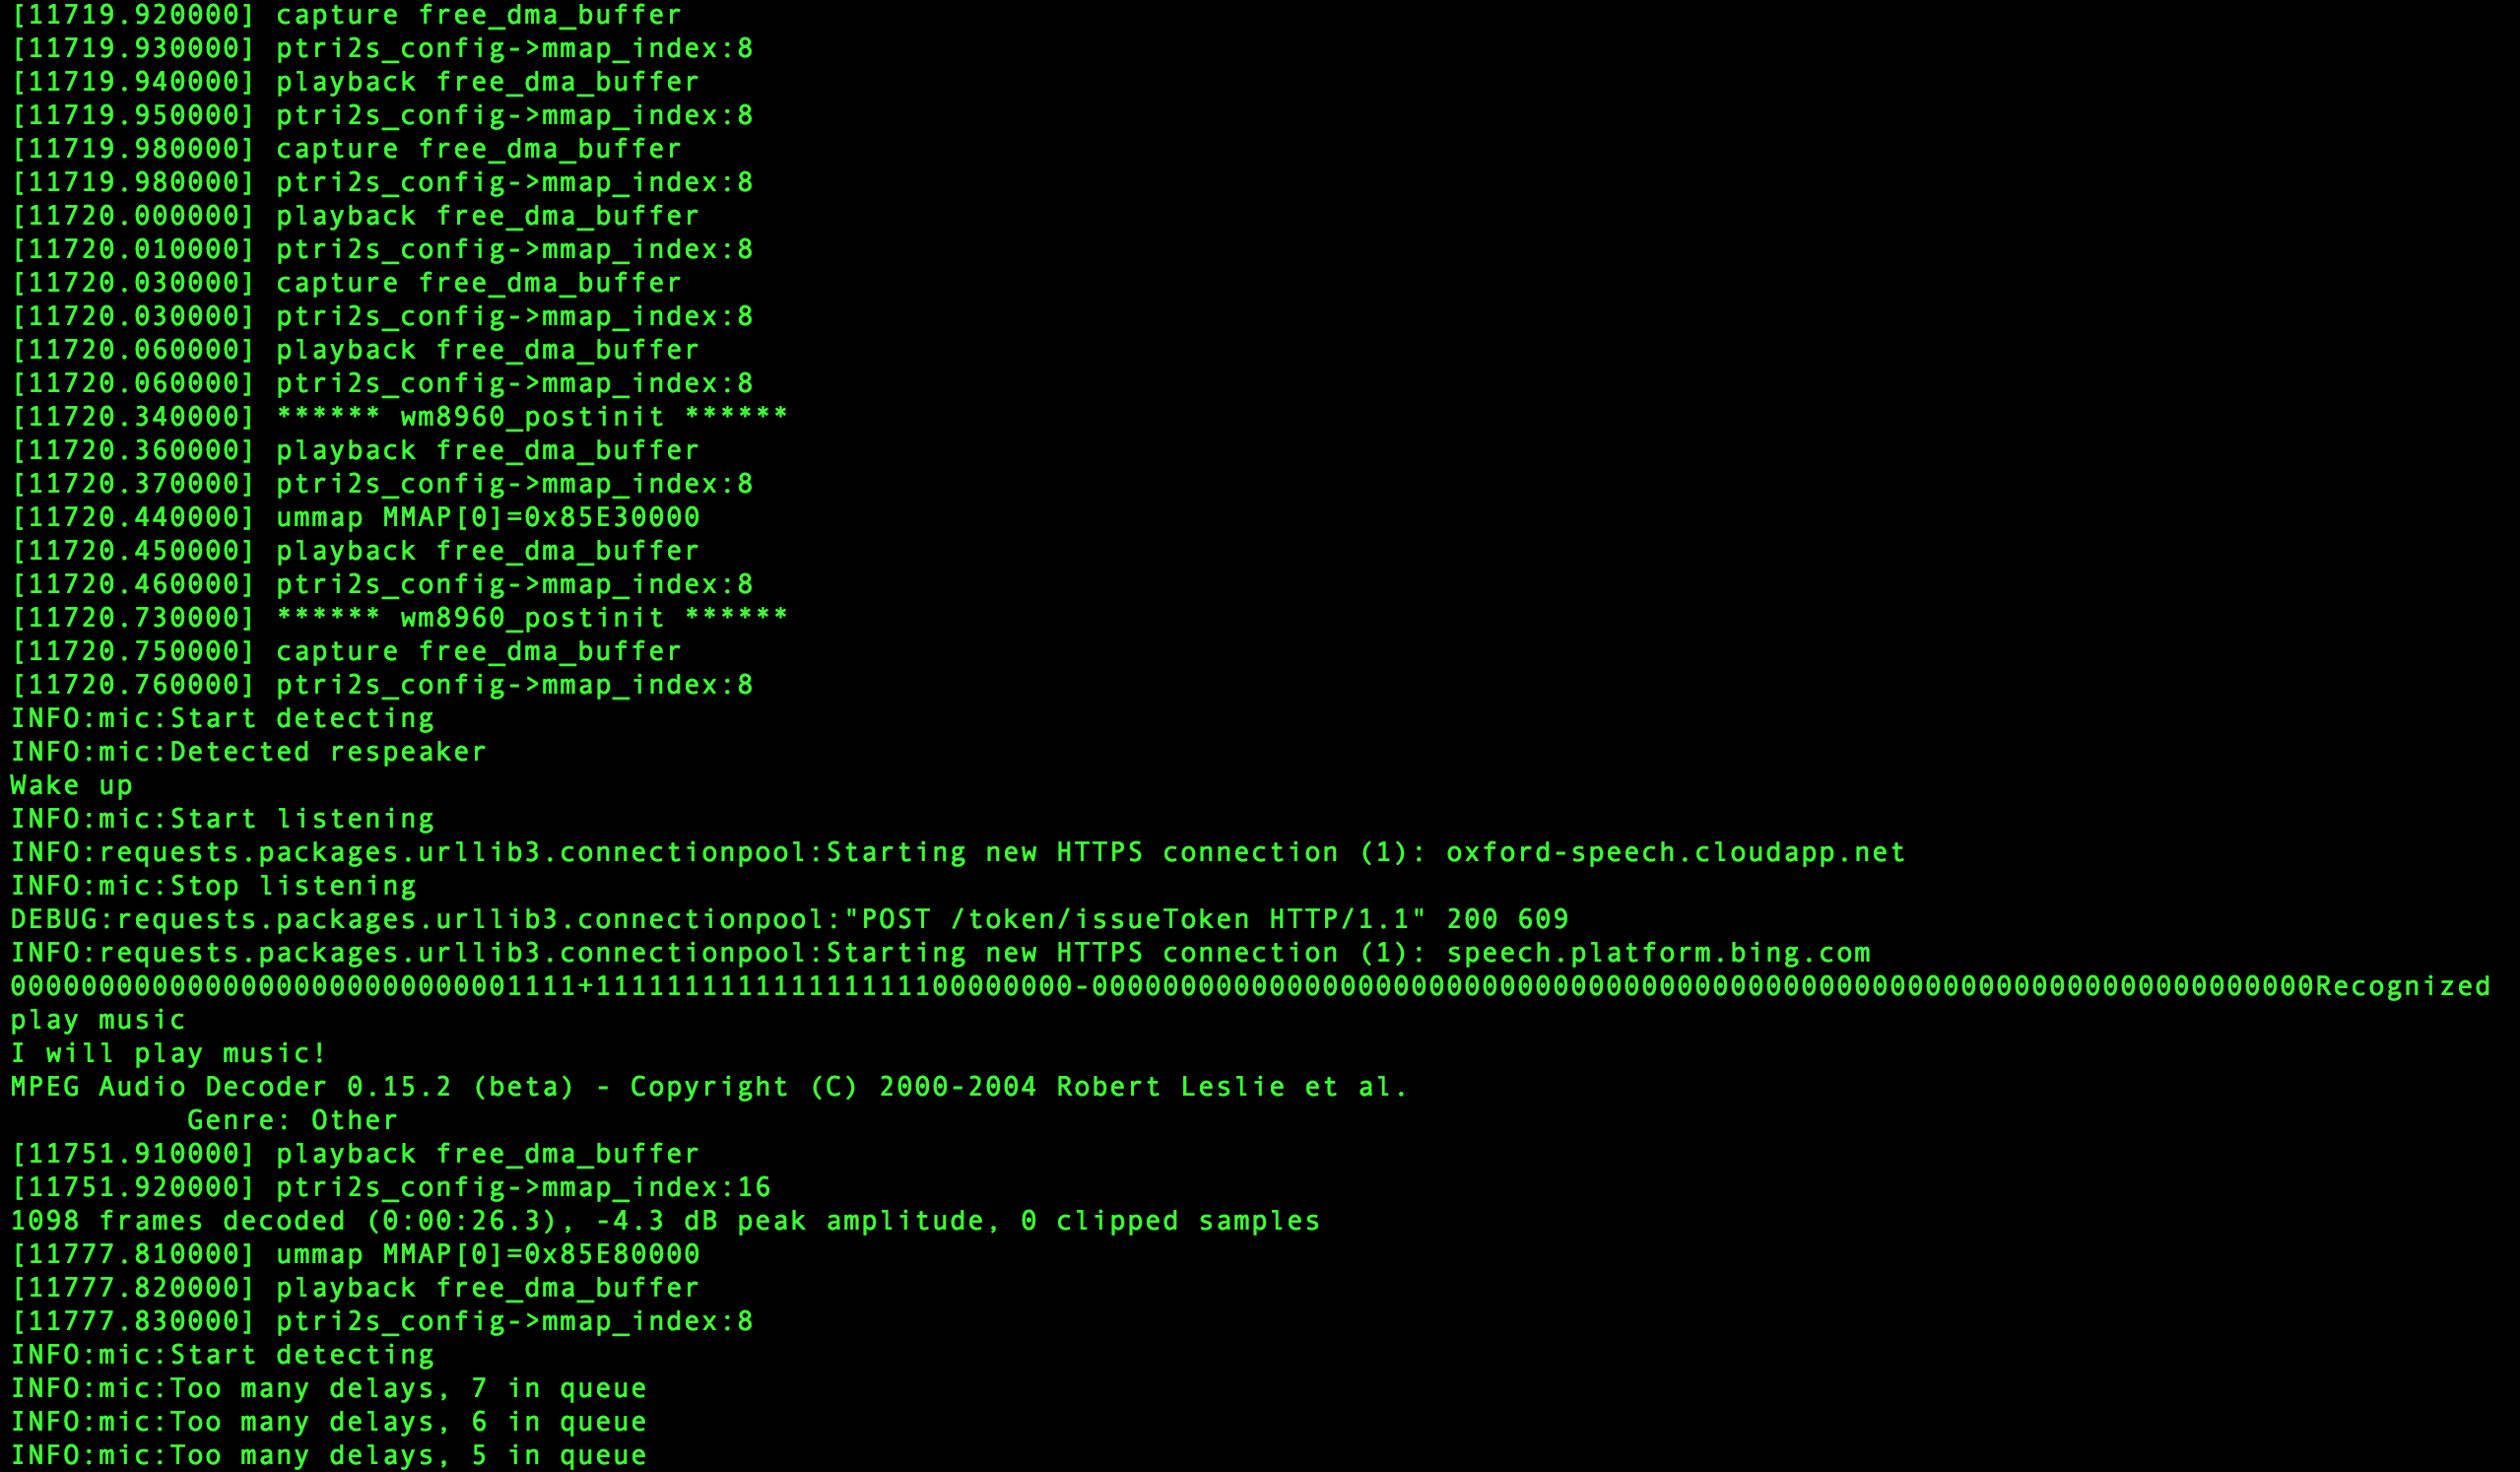 [11719.920000] capture free_dma_buffer
[11719.930000] ptri2s_config->mmap_index:8
[11719.940000] playback free_dma_buffer
[11719.950000] ptri2s_config->mmap_index:8
[11719.980000] capture free_dma_buffer
[11719.980000] ptri2s_config->mmap_index:8
[11720.000000] playback free_dma_buffer
[11720.010000] ptri2s_config->mmap_index:8
[11720.030000] capture free_dma_buffer
[11720.030000] ptri2s_config->mmap_index:8
[11720.060000] playback free_dma_buffer
[11720.060000] ptri2s_config->mmap_index:8
[11720.340000] ****** wm8960_postinit ******
[11720.360000] playback free_dma_buffer
[11720.370000] ptri2s_config->mmap_index:8
[11720.440000] ummap MMAP[0]=0x85E30000
[11720.450000] playback free_dma_buffer
[11720.460000] ptri2s_config->mmap_index:8
[11720.730000] ****** wm8960_postinit ******
[11720.750000] capture free_dma_buffer
[11720.760000] ptri2s_config->mmap_index:8
INFO:mic:Start detecting
INFO:mic:Detected respeaker
Wake up
INFO:mic:Start listening
INFO:requests.packages.urllib3.connectionpool:Starting new HTTPS connection (1): oxford-speech.cloudapp.net
INFO:mic:Stop listening
DEBUG:requests.packages.urllib3.connectionpool:"POST /token/issueToken HTTP/1.1" 200 609
INFO:requests.packages.urllib3.connectionpool:Starting new HTTPS connection (1): speech.platform.bing.com
00000000000000000000000000001111+111111111111111111100000000-000000000000000000000000000000000000000000000000000000000000000000000Recognized
play music
I will play music!
MPEG Audio Decoder 0.15.2 (beta) - Copyright (C) 2000-2004 Robert Leslie et al.
Genre: Other
[11751.910000] playback free_dma_buffer
[11751.920000] ptri2s_config->mmap_index:16
1098 frames decoded (0:00:26.3), -4.3 dB peak amplitude, 0 clipped samples
[11777.810000] ummap MMAP[0]=0x85E80000
[11777.820000] playback free_dma_buffer
[11777.830000] ptri2s_config->mmap_index:8
INFO:mic:Start detecting
INFO:mic:Too many delays, 7 in queue
INFO:mic:Too many delays, 6 in queue
INFO:mic:Too many delays, 5 in queue